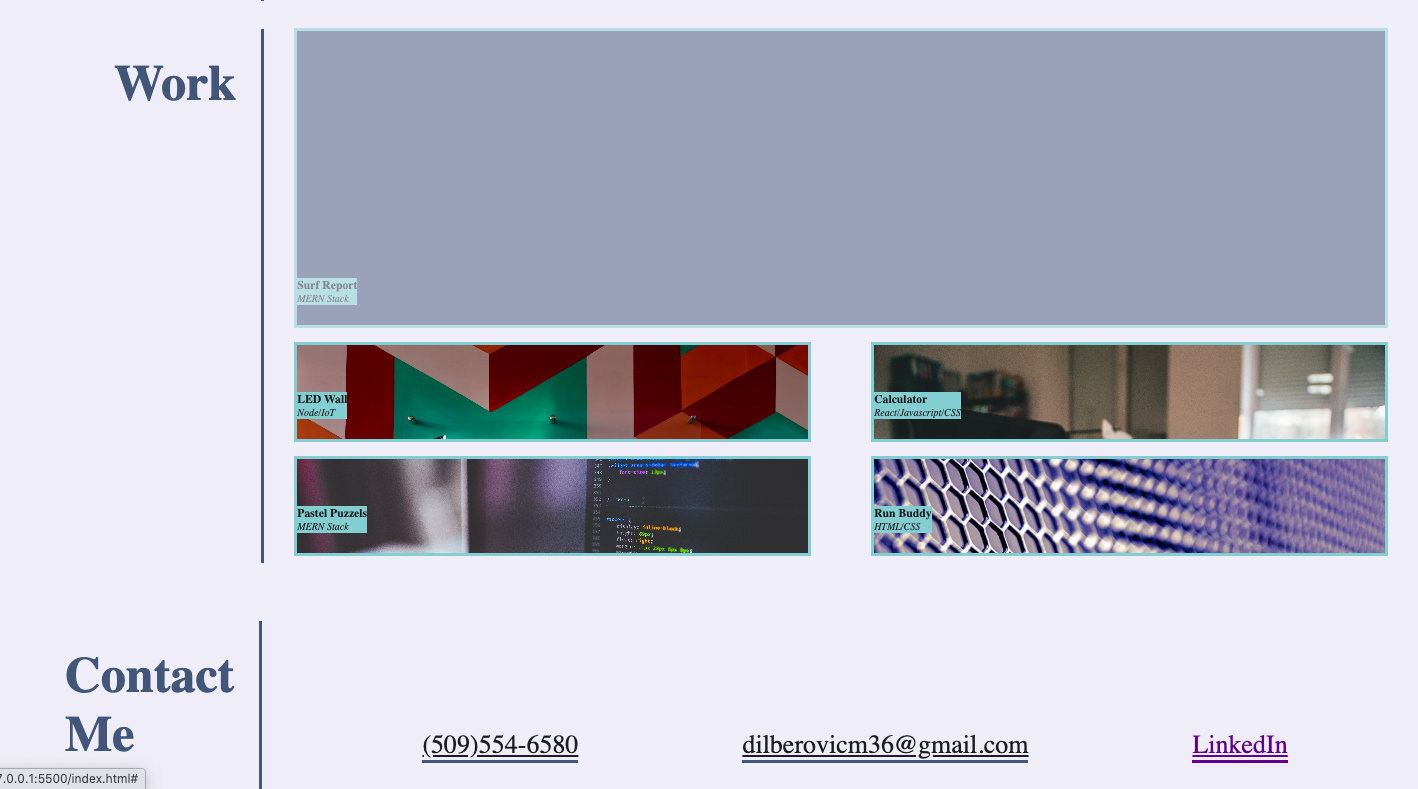 Work
Surf Report
MERN Stack
LED Wall
Node/IoT
Calculator
React/Javascript/CSS
Pastel Puzzels
MERN Stack
Run Buddy
HTML/CSS
Contact
Me
(509)554-6580
dilberovicm36@gmail.com
LinkedIn
7.0.0.1:5500/index.html#